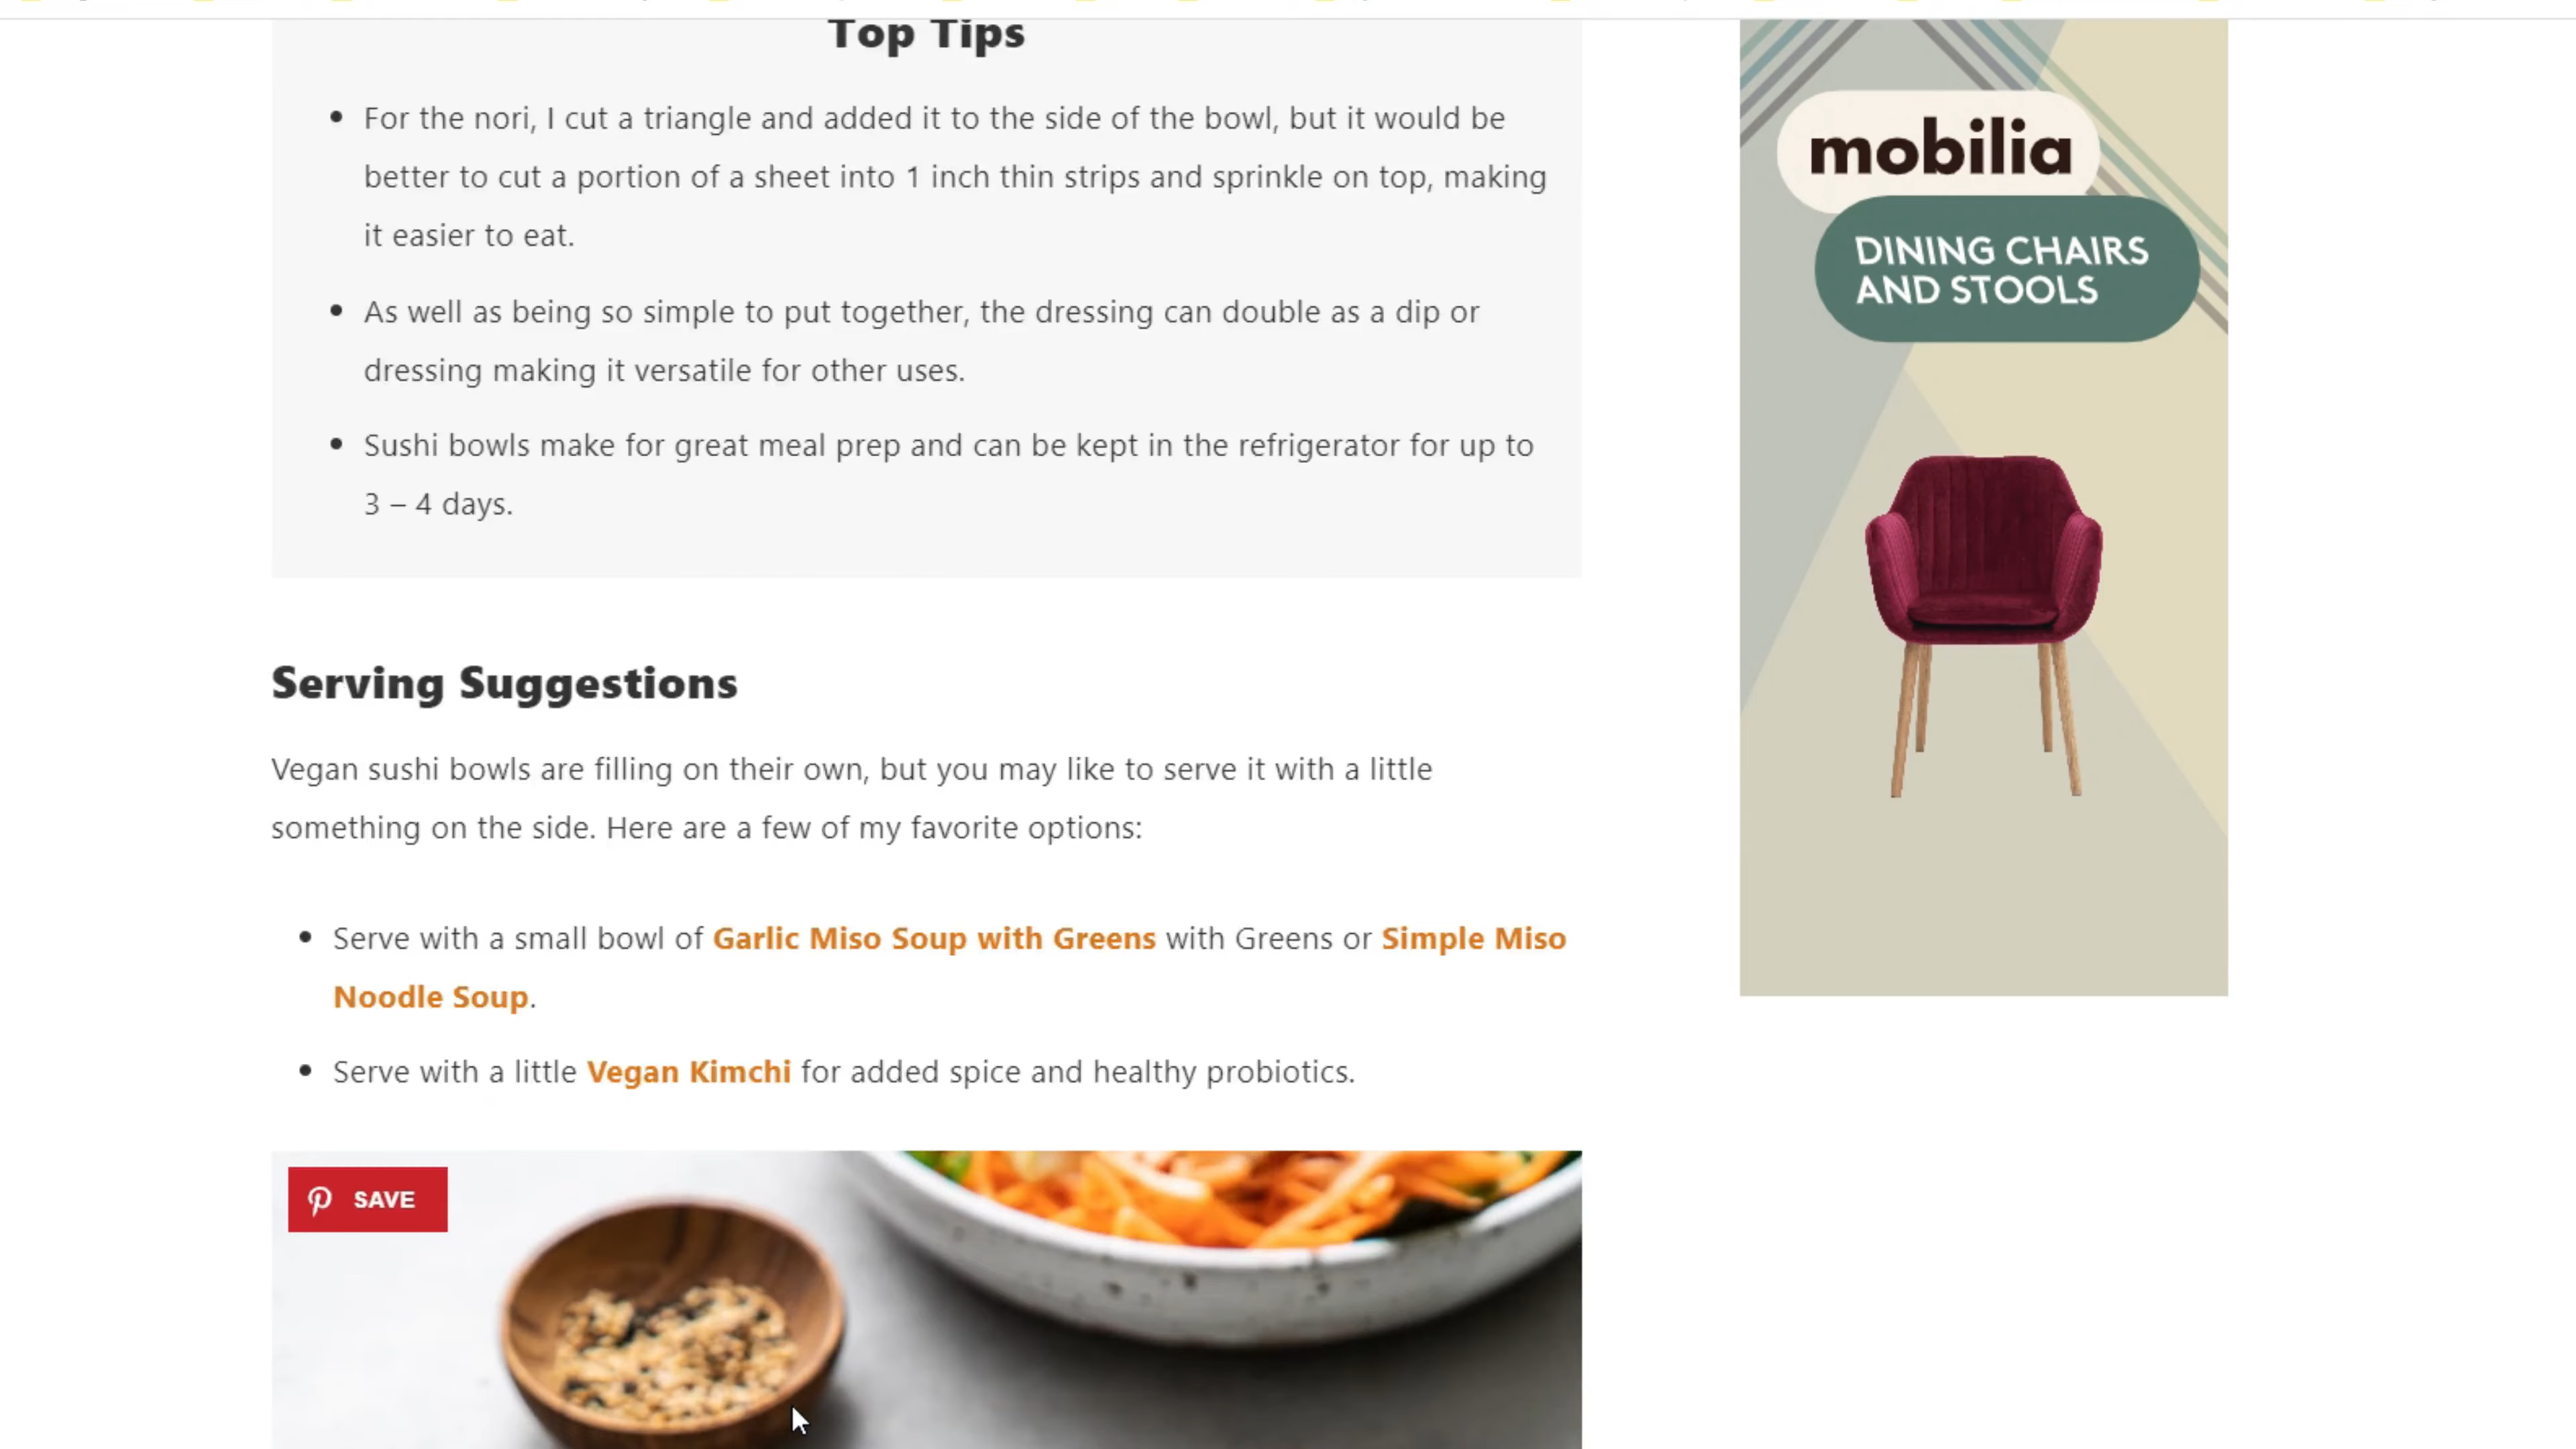 Top Tips
For the nori, I cut a triangle and added it to the side of the bowl, but it would be
better to cut a portion of a sheet into 1 inch thin strips and sprinkle on top, making
it easier to eat.
As well as being so simple to put together, the dressing can double as a dip or
dressing making it versatile for other uses.
Sushi bowls make for great meal prep and can be kept in the refrigerator for up to
3 – 4 days.
Serving Suggestions
Vegan sushi bowls are filling on their own, but you may like to serve it with a little
something on the side. Here are a few of my favorite options:
Serve with a small bowl of Garlic Miso Soup with Greens with Greens or Simple Miso
Noodle Soup.
Serve with a little Vegan Kimchi for added spice and healthy probiotics.
SAVE
mobilia
DINING CHAIRS
AND STOOLS